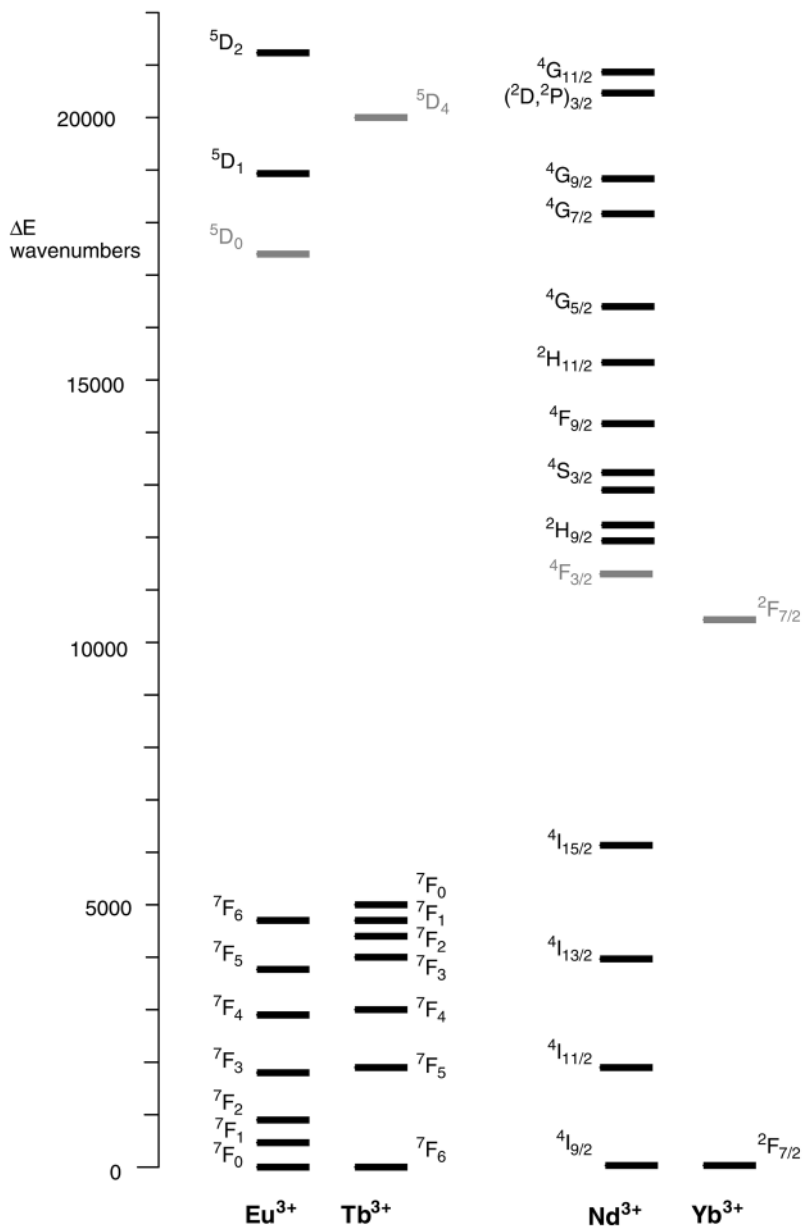 ⁵D₂
⁵D₄
20000
⁵D₁
ΔE
wavenumbers
⁵D₀
15000
10000
5000
⁷F₆
⁷F₅
⁷F₄
⁷F₃
⁷F₂
⁷F₁
⁷F₀
0
⁷F₀
⁷F₁
⁷F₂
⁷F₃
⁷F₄
⁷F₅
⁷F₆
⁴G₁₁/₂
(²D,²P)₃/₂
⁴G₉/₂
⁴G₇/₂
⁴G₅/₂
²H₁₁/₂
⁴F₉/₂
⁴S₃/₂
²H₉/₂
⁴F₃/₂
⁴I₁₅/₂
⁴I₁₃/₂
⁴I₁₁/₂
⁴I₉/₂
²F₇/₂
²F₇/₂
Eu³⁺ Tb³⁺ Nd³⁺ Yb³⁺